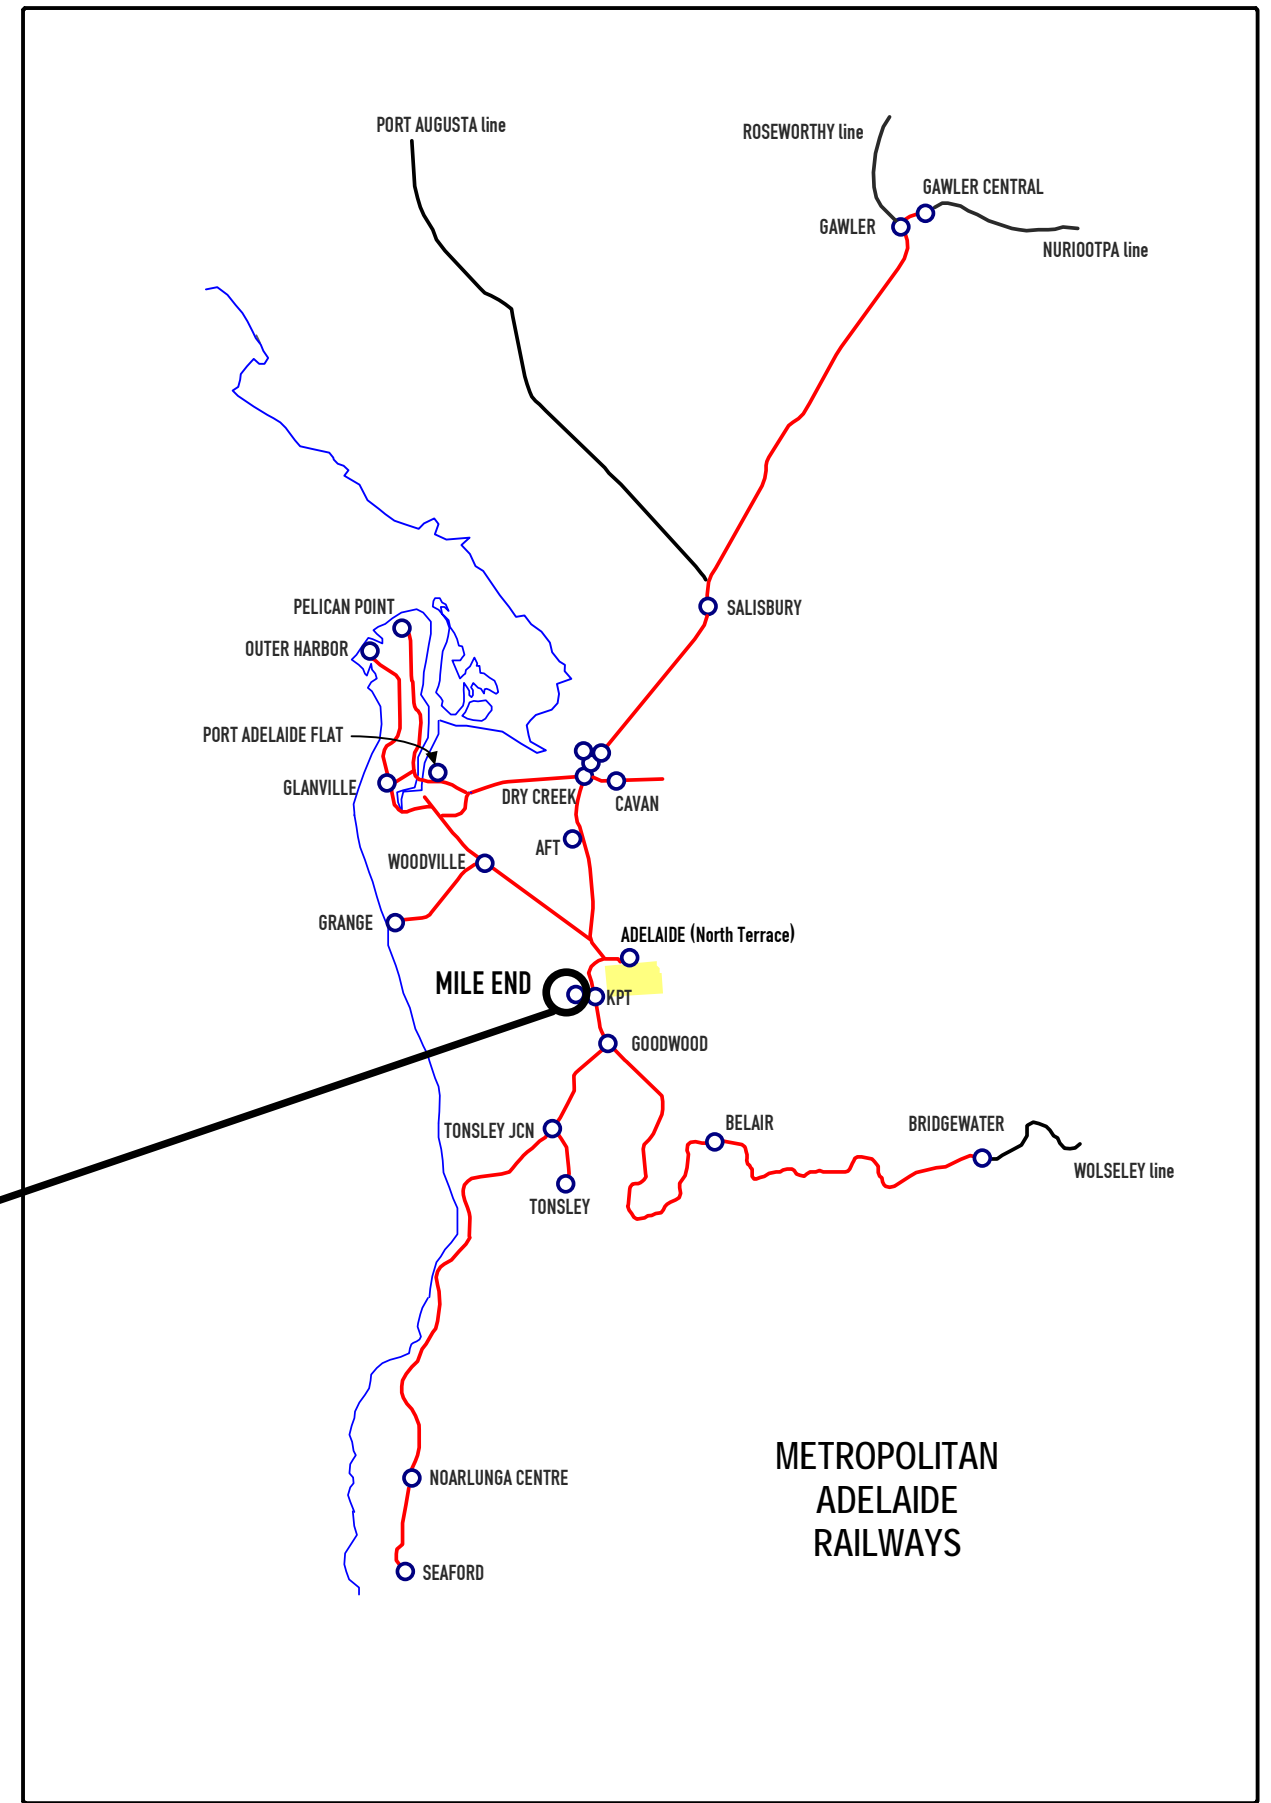 PORT AUGUSTA line
ROSEWORTHY line
GAWLER CENTRAL
GAWLER
NURIOOTPA line
SALISBURY
PELICAN POINT
OUTER HARBOR
PORT ADELAIDE FLAT
GLANVILLE
DRY CREEK
CAVAN
AFT
WOODVILLE
GRANGE
ADELAIDE (North Terrace)
MILE END
KPT
GOODWOOD
TONSLEY JCN
BELAIR
BRIDGEWATER
WOLSELEY line
TONSLEY
METROPOLITAN
ADELAIDE
RAILWAYS
NOARLUNGA CENTRE
SEAFORD